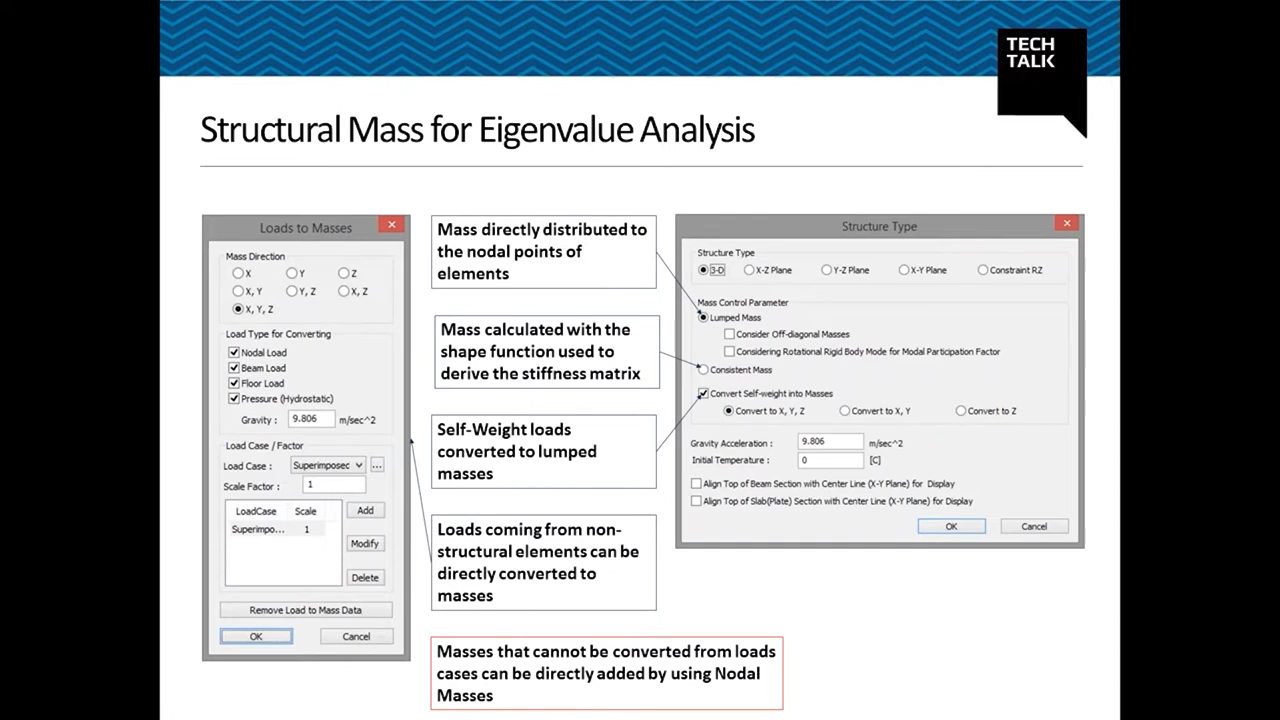 TECH
TALK
Structural Mass for Eigenvalue Analysis
Loads to Masses
Mass Direction
X Y Z
X, Y Y, Z X, Z
X, Y, Z
Load Type for Converting
Nodal Load
Beam Load
Floor Load
Pressure (Hydrostatic)
Gravity : 9.806 m/sec^2
Load Case / Factor
Load Case : Superimposec ...
Scale Factor : 1
LoadCase Scale
Superimpo... 1
Add
Modify
Delete
Remove Load to Mass Data
OK Cancel
Mass directly distributed to
the nodal points of
elements
Mass calculated with the
shape function used to
derive the stiffness matrix
Self-Weight loads
converted to lumped
masses
Loads coming from non-
structural elements can be
directly converted to
masses
Masses that cannot be converted from loads
cases can be directly added by using Nodal
Masses
Structure Type
Structure Type
3-D X-Z Plane Y-Z Plane X-Y Plane Constraint RZ
Mass Control Parameter
Lumped Mass
Consider Off-diagonal Masses
Considering Rotational Rigid Body Mode for Modal Participation Factor
Consistent Mass
Convert Self-weight into Masses
Convert to X, Y, Z Convert to X, Y Convert to Z
Gravity Acceleration : 9.806 m/sec^2
Initial Temperature : 0 [C]
Align Top of Beam Section with Center Line (X-Y Plane) for Display
Align Top of Slab(Plate) Section with Center Line (X-Y Plane) for Display
OK Cancel